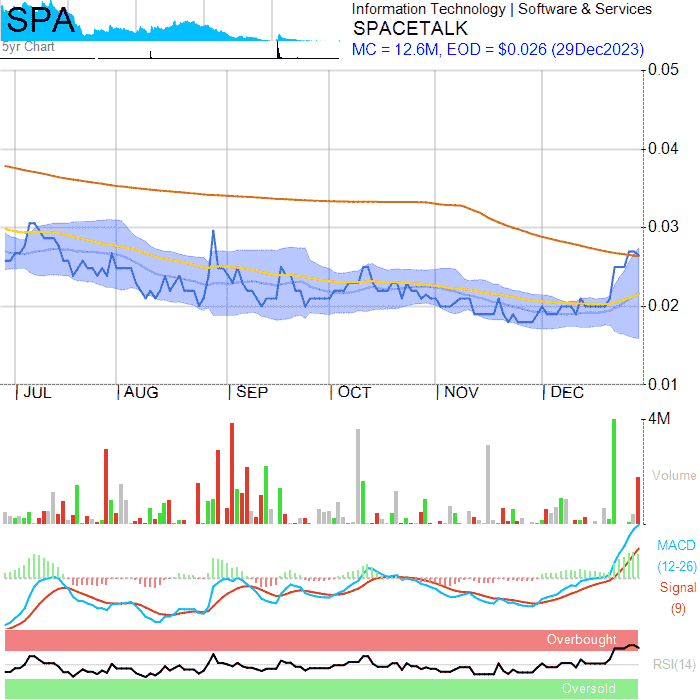 SPA
5yr Chart
Information Technology | Software & Services
SPACETALK
MC = 12.6M, EOD = $0.026 (29Dec2023)
0.05
0.04
0.03
0.02
0.01
JUL AUG SEP OCT NOV DEC
4M
Volume
MACD
(12-26)
Signal
(9)
Overbought
RSI(14)
Oversold